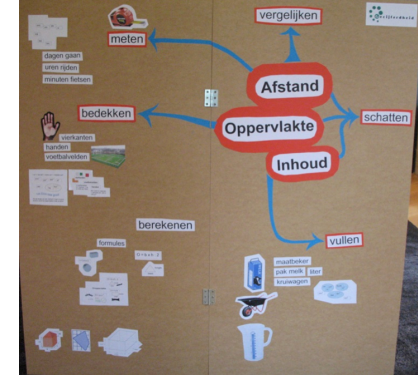 vergelijken
meten
dagen gaan
uren rijden
minuten fietsen
Afstand
bedekken
Oppervlakte
schatten
vierkanten
handen
voetbalvelden
Inhoud
berekenen
vullen
formules
maatbeker
pak melk
liter
kruiwagen